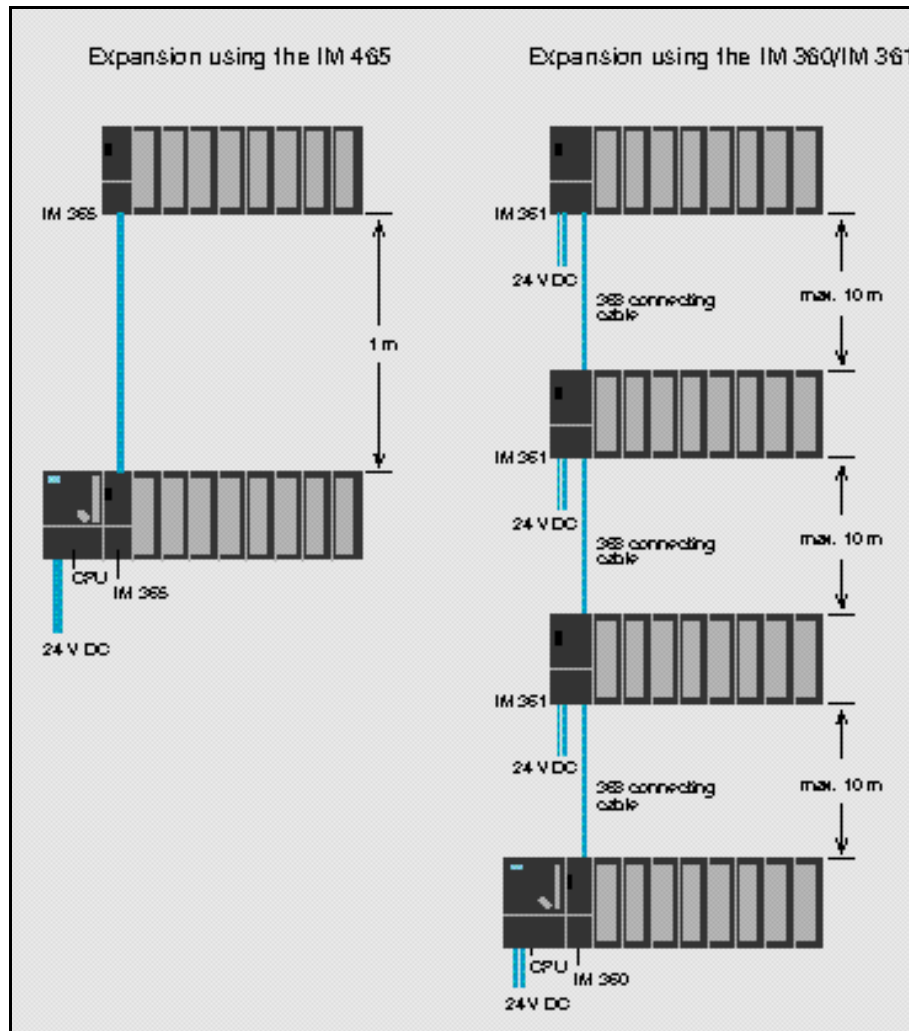 Expansion using the IM 465
IM 365
1 m
CPU
IM 365
24 V DC
Expansion using the IM 360/IM 361
IM 361
24 V DC
368 connecting
cable
max. 10 m
IM 361
24 V DC
368 connecting
cable
max. 10 m
IM 361
24 V DC
368 connecting
cable
max. 10 m
CPU
IM 360
24 V DC